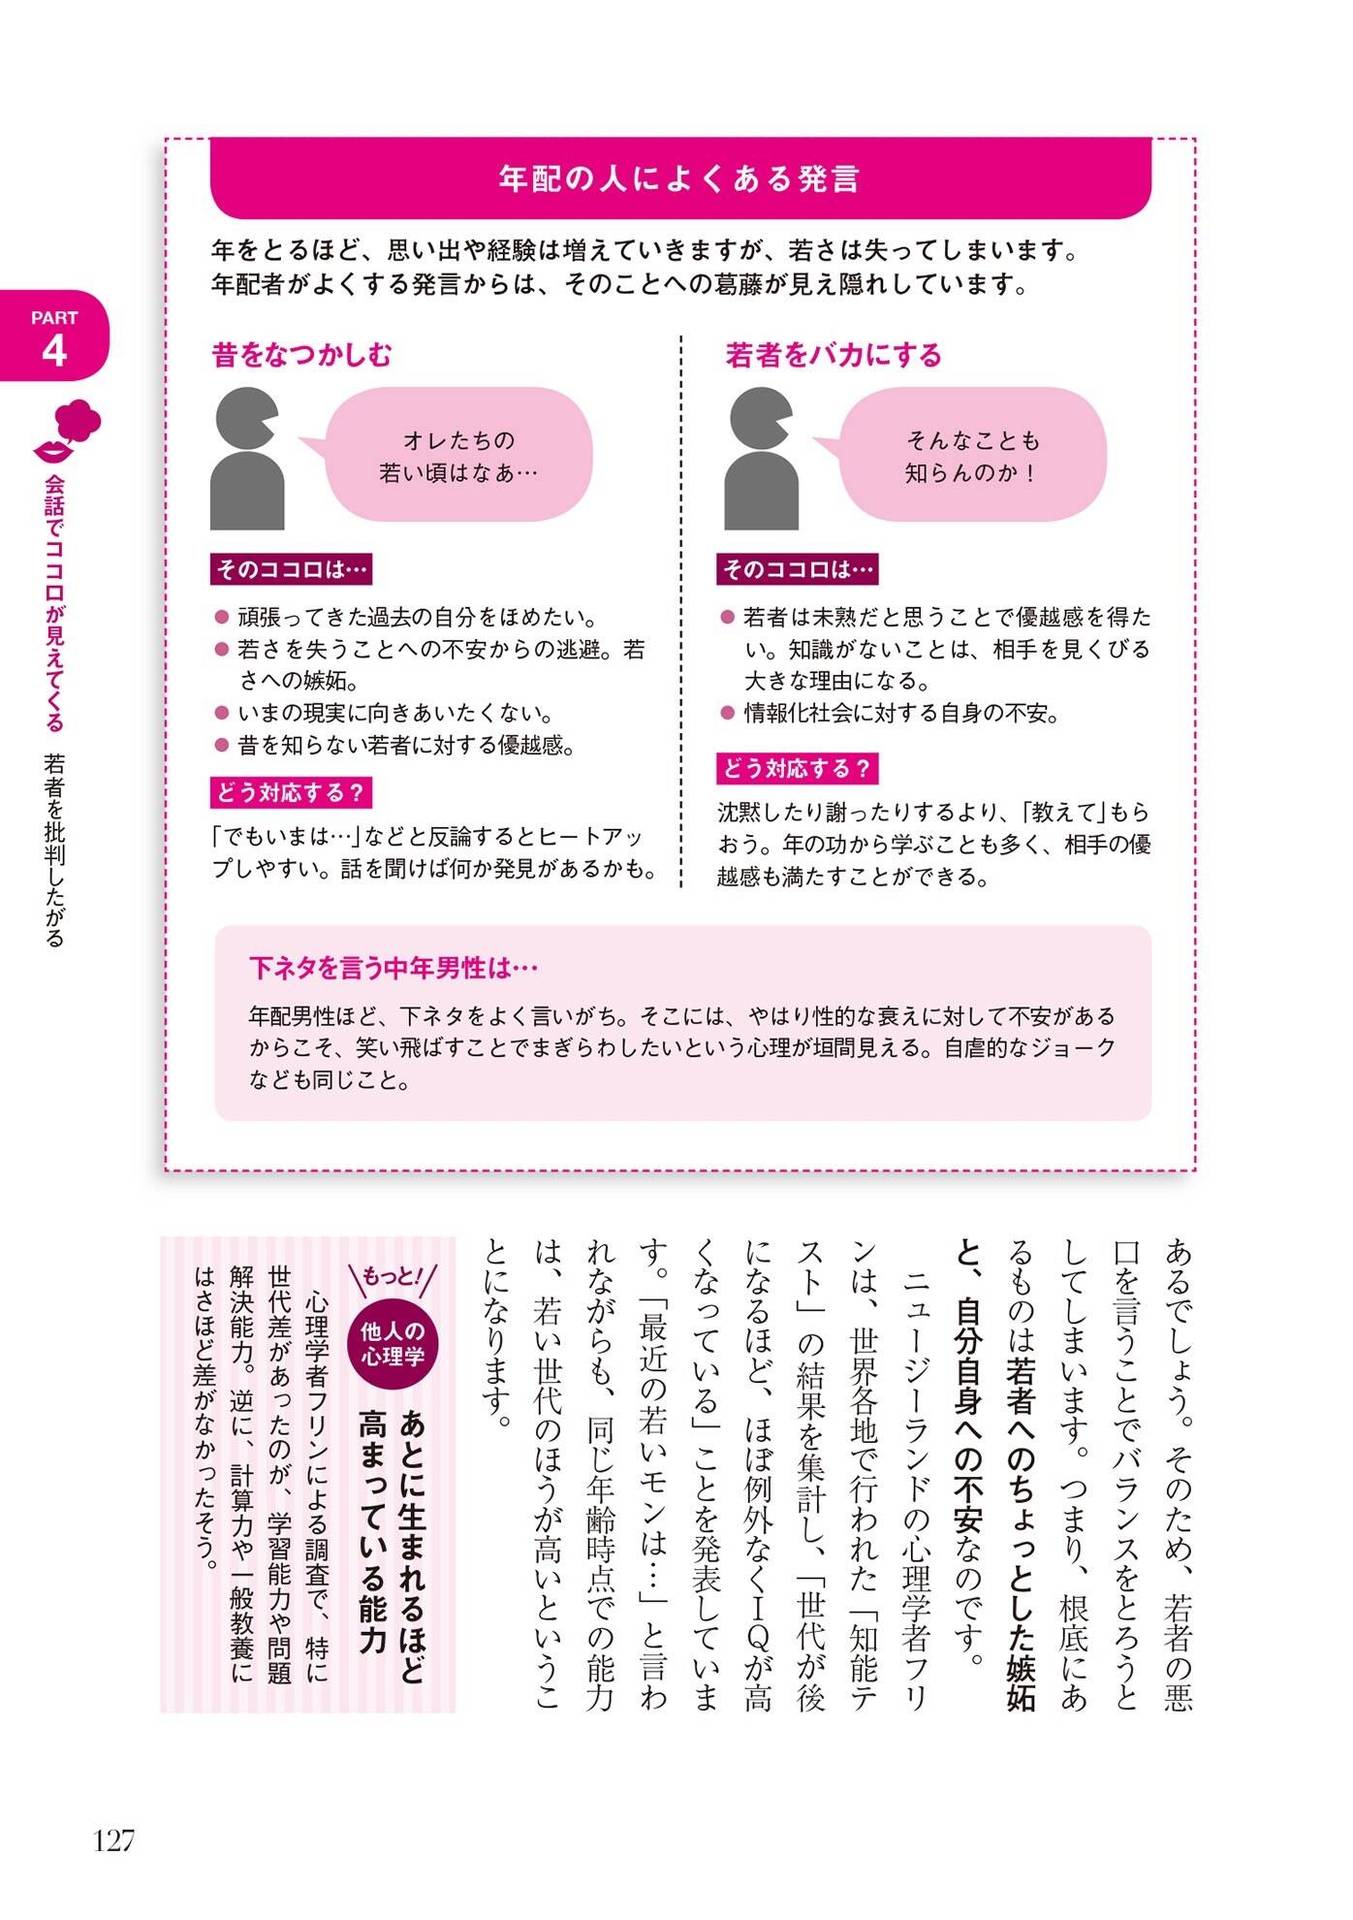 年配の人によくある発言
年をとるほど、思い出や経験は増えていきますが、若さは失ってしまいます。
年配者がよくする発言からは、そのことへの葛藤が見え隠れしています。
昔をなつかしむ
オレたちの
若い頃はなあ…
そのココロは…
● 頑張ってきた過去の自分をほめたい。
● 若さを失うことへの不安からの逃避。若
さへの嫉妬。
● いまの現実に向きあいたくない。
● 昔を知らない若者に対する優越感。
どう対応する？
「でもいまは…」などと反論するとヒートアッ
プしやすい。話を聞けば何か発見があるかも。
若者をバカにする
そんなことも
知らんのか！
そのココロは…
● 若者は未熟だと思うことで優越感を得た
い。知識がないことは、相手を見くびる
大きな理由になる。
● 情報化社会に対する自身の不安。
どう対応する？
沈黙したり謝ったりするより、「教えて」もら
おう。年の功から学ぶことも多く、相手の優
越感も満たすことができる。
下ネタを言う中年男性は…
年配男性ほど、下ネタをよく言いがち。そこには、やはり性的な衰えに対して不安がある
からこそ、笑い飛ばすことでまぎらわしたいという心理が垣間見える。自虐的なジョーク
なども同じこと。
PART
4
会話でココロが見えてくる 若者を批判したがる
あるでしょう。そのため、若者の悪
口を言うことでバランスをとろうと
してしまいます。つまり、根底にあ
るものは若者へのちょっとした嫉妬
と、自分自身への不安なのです。
ニュージーランドの心理学者フリ
ンは、世界各地で行われた「知能テ
スト」の結果を集計し、「世代が後
になるほど、ほぼ例外なくIQが高
くなっている」ことを発表していま
す。「最近の若いモンは…」と言わ
れながらも、同じ年齢時点での能力
は、若い世代のほうが高いというこ
とになります。
もっと！
他人の
心理学
あとに生まれるほど
高まっている能力
心理学者フリンによる調査で、特に
世代差があったのが、学習能力や問題
解決能力。逆に、計算力や一般教養に
はさほど差がなかったそう。
127